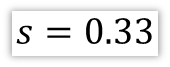 s = 0.33